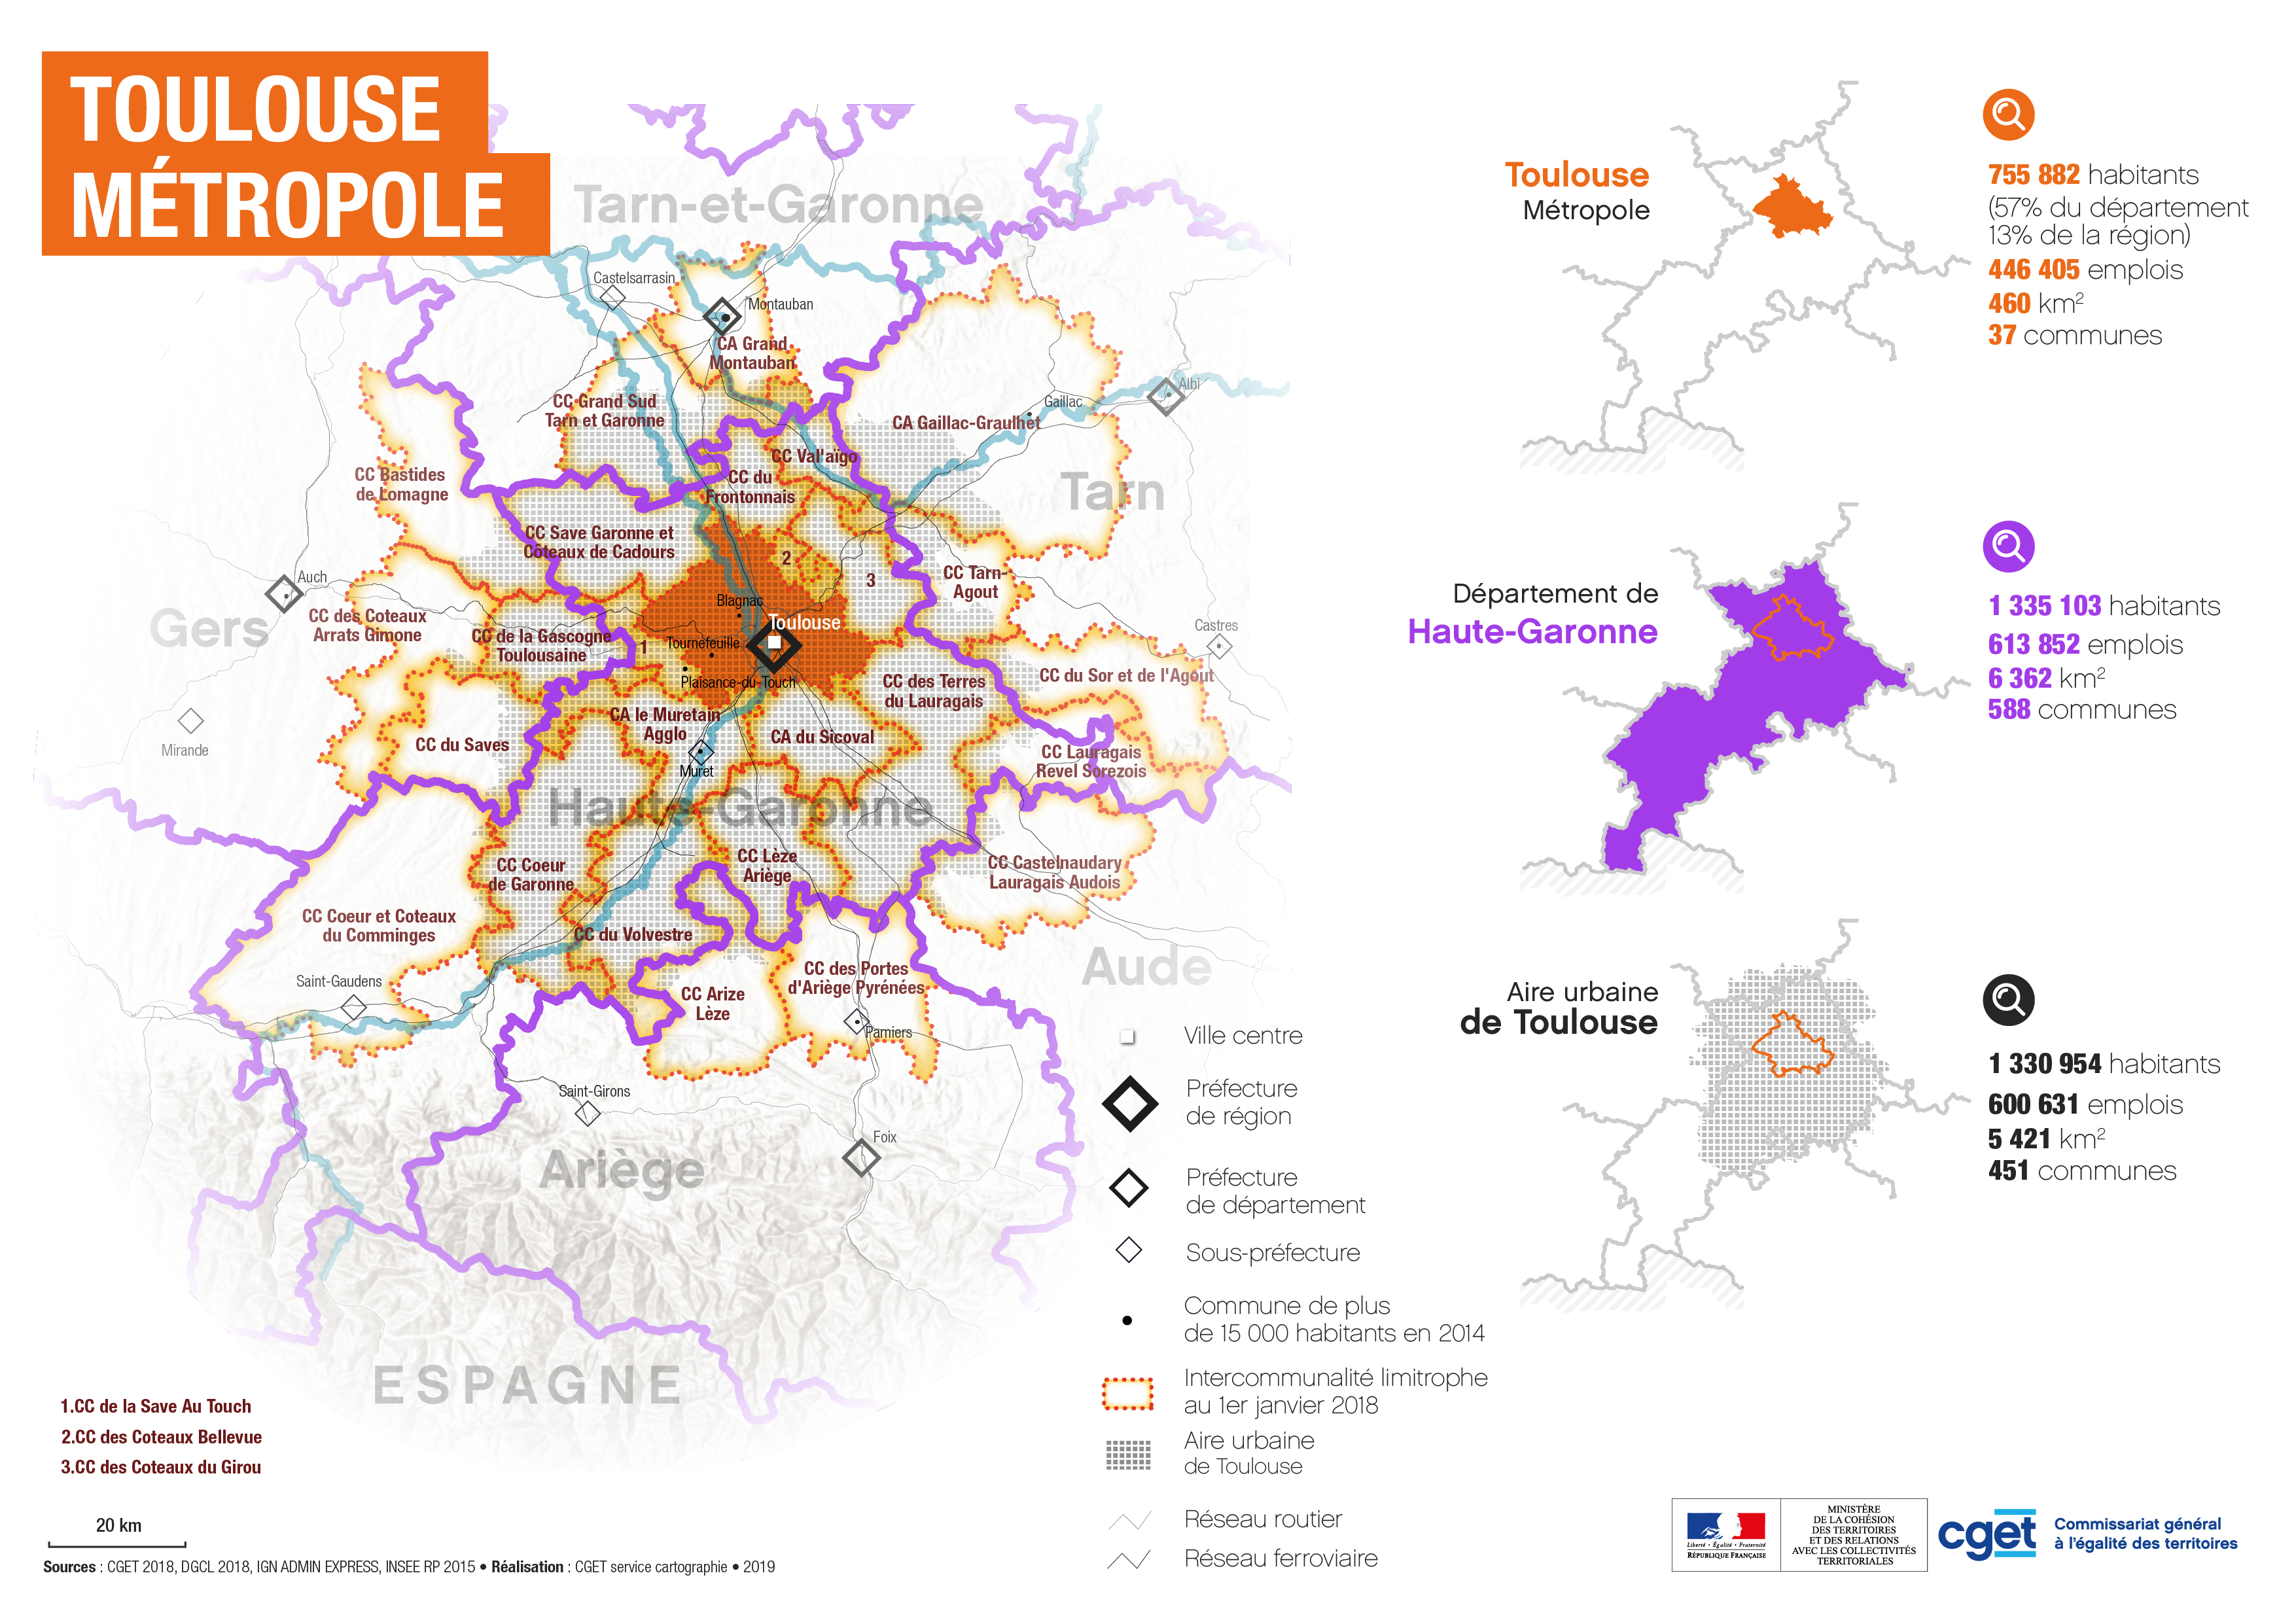 TOULOUSE
MÉTROPOLE
Tarn-et-Garonne
Castelsarrasin
Montauban
CA Grand
Montauban
Albi
Gaillac
CC Grand Sud
Tarn et Garonne
CA Gaillac-Graulhet
CC Val'aïgo
CC Bastides
de Lomagne
CC du
Frontonnais
Tarn
CC Save Garonne et
Côteaux de Cadours
2
3
CC Tarn-
Agout
Auch
Blagnac
CC des Coteaux
Arrats Gimone
Gers
Toulouse
Castres
CC de la Gascogne
Toulousaine
1
Tournefeuille
Plaisance-du-Touch
CC des Terres
du Lauragais
CC du Sor et de l'Agout
CA le Muretain
Agglo
CA du Sicoval
CC du Saves
Mirande
CC Lauragais
Revel Sorezois
Muret
Haute-Garonne
CC Coeur
de Garonne
CC Lèze
Ariège
CC Castelnaudary
Lauragais Audois
CC Coeur et Coteaux
du Comminges
CC du Volvestre
Saint-Gaudens
CC des Portes
d'Ariège Pyrénées
Aude
CC Arize
Lèze
Pamiers
Saint-Girons
Foix
Ariège
ESPAGNE
1.CC de la Save Au Touch
2.CC des Coteaux Bellevue
3.CC des Coteaux du Girou
20 km
Sources : CGET 2018, DGCL 2018, IGN ADMIN EXPRESS, INSEE RP 2015 • Réalisation : CGET service cartographie • 2019
Ville centre
Préfecture
de région
Préfecture
de département
Sous-préfecture
Commune de plus
de 15 000 habitants en 2014
Intercommunalité limitrophe
au 1er janvier 2018
Aire urbaine
de Toulouse
Réseau routier
Réseau ferroviaire
Toulouse
Métropole
755 882 habitants
(57% du département
13% de la région)
446 405 emplois
460 km²
37 communes
Département de
Haute-Garonne
1 335 103 habitants
613 852 emplois
6 362 km²
588 communes
Aire urbaine
de Toulouse
1 330 954 habitants
600 631 emplois
5 421 km²
451 communes
Liberté • Égalité • Fraternité
RÉPUBLIQUE FRANÇAISE
MINISTÈRE
DE LA COHÉSION
DES TERRITOIRES
ET DES RELATIONS
AVEC LES COLLECTIVITÉS
TERRITORIALES
cget
Commissariat général
à l'égalité des territoires